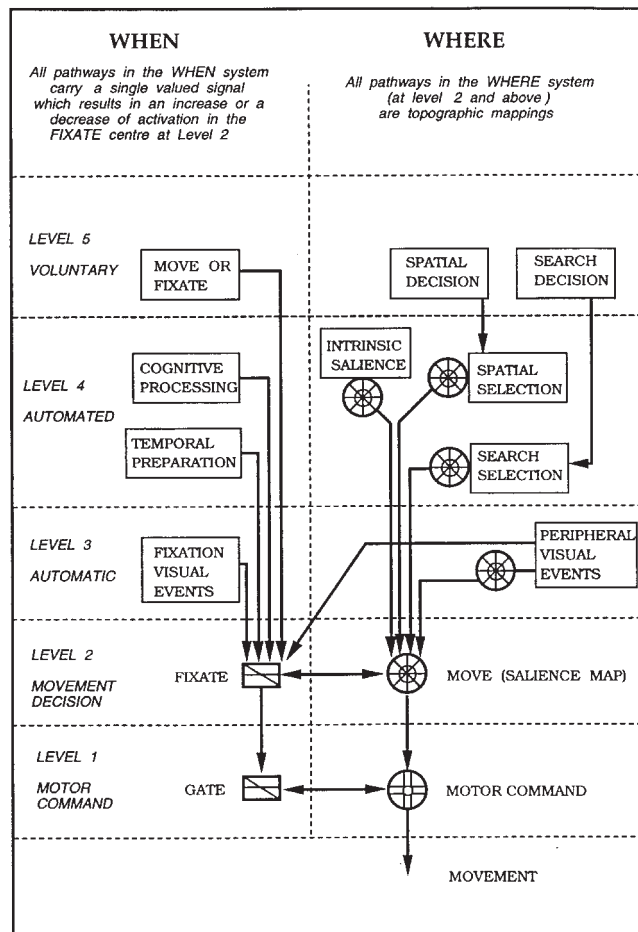 WHEN
All pathways in the WHEN system
carry a single valued signal
which results in an increase or a
decrease of activation in the
FIXATE centre at Level 2
WHERE
All pathways in the WHERE system
(at level 2 and above)
are topographic mappings
LEVEL 5
VOLUNTARY
MOVE OR
FIXATE
SPATIAL
DECISION
SEARCH
DECISION
LEVEL 4
AUTOMATED
COGNITIVE
PROCESSING
TEMPORAL
PREPARATION
INTRINSIC
SALIENCE
SPATIAL
SELECTION
SEARCH
SELECTION
LEVEL 3
AUTOMATIC
FIXATION
VISUAL
EVENTS
PERIPHERAL
VISUAL
EVENTS
LEVEL 2
MOVEMENT
DECISION
FIXATE
MOVE (SALIENCE MAP)
LEVEL 1
MOTOR
COMMAND
GATE
MOTOR COMMAND
MOVEMENT